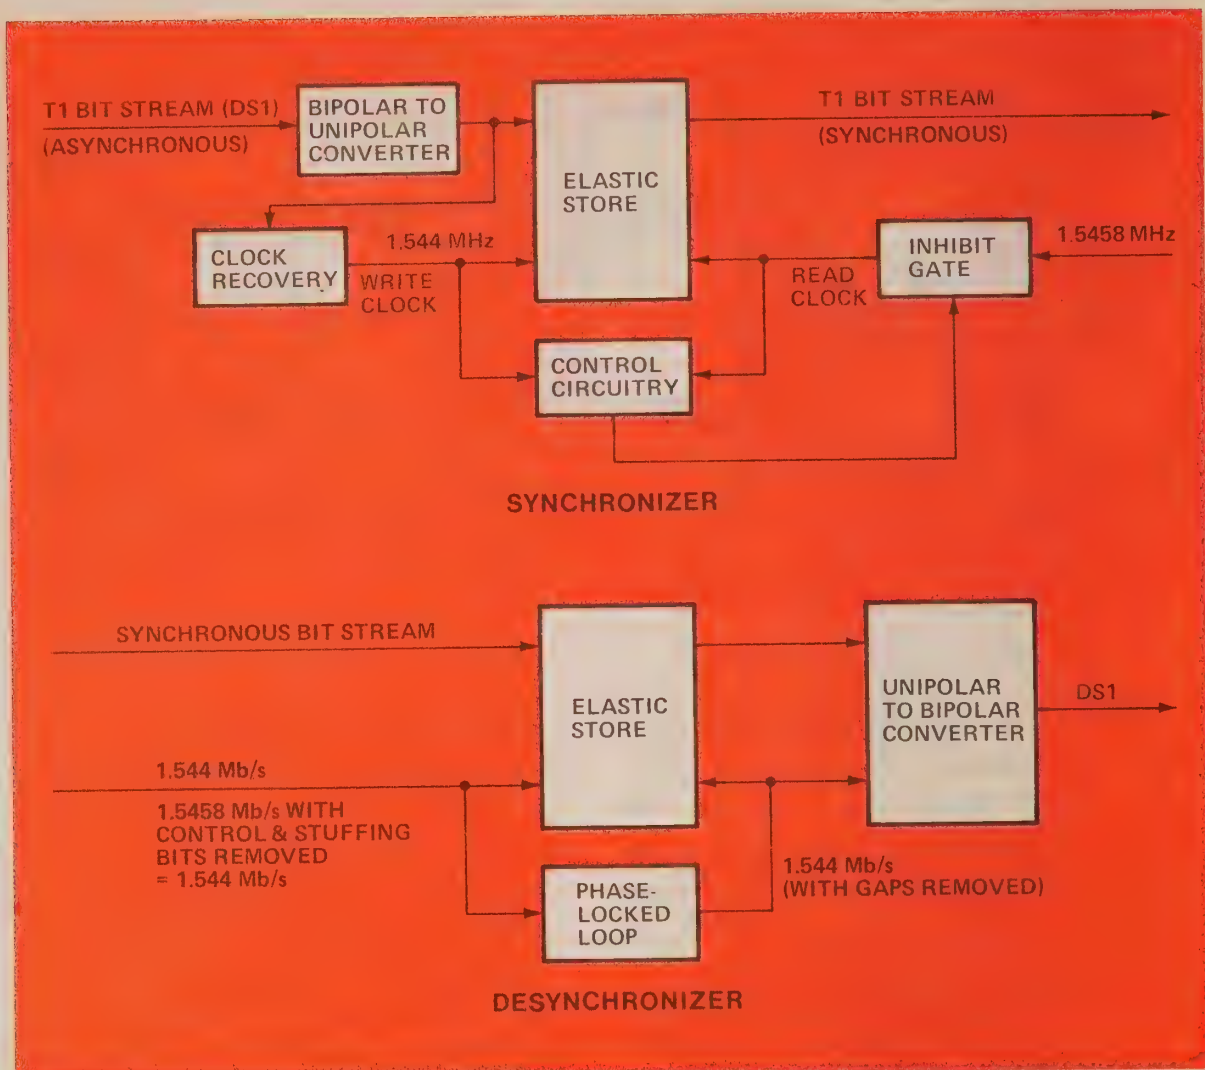 T1 BIT STREAM (DS1)
(ASYNCHRONOUS)
BIPOLAR TO
UNIPOLAR
CONVERTER
ELASTIC
STORE
T1 BIT STREAM
(SYNCHRONOUS)
CLOCK
RECOVERY
1.544 MHz
WRITE
CLOCK
READ
CLOCK
INHIBIT
GATE
1.5458 MHz
CONTROL
CIRCUITRY
SYNCHRONIZER
SYNCHRONOUS BIT STREAM
ELASTIC
STORE
UNIPOLAR
TO BIPOLAR
CONVERTER
DS1
1.544 Mb/s
1.5458 Mb/s WITH
CONTROL & STUFFING
BITS REMOVED
= 1.544 Mb/s
PHASE-
LOCKED
LOOP
1.544 Mb/s
(WITH GAPS REMOVED)
DESYNCHRONIZER